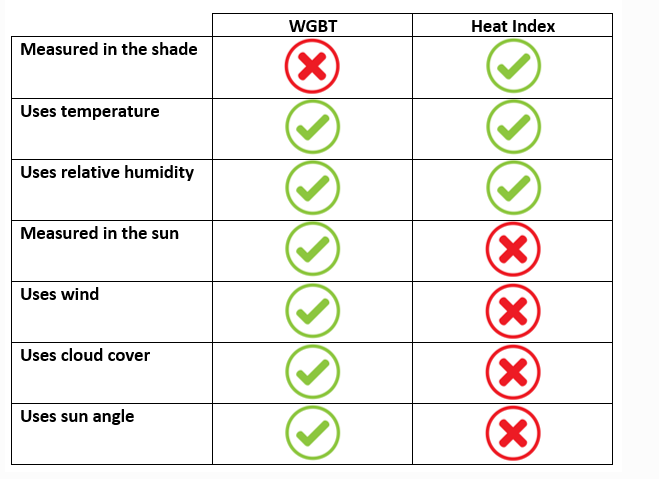 WGBT Heat Index
Measured in the shade
Uses temperature
Uses relative humidity
Measured in the sun
Uses wind
Uses cloud cover
Uses sun angle